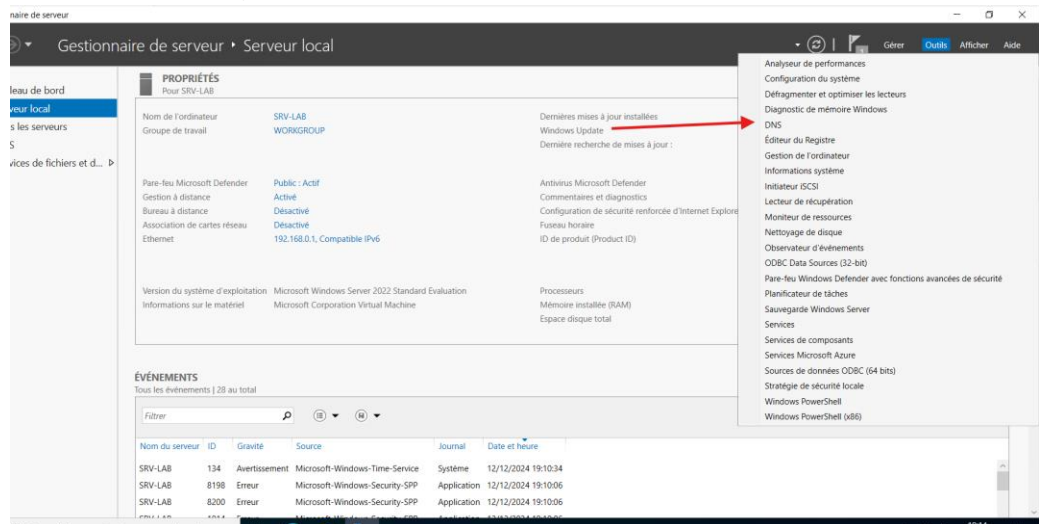 naire de serveur
Gestionnaire de serveur • Serveur local
Gérer Outils Afficher Aide
leau de bord
veur local
s les serveurs
S
vices de fichiers et d...
PROPRIÉTÉS
Pour SRV-LAB
Nom de l'ordinateur SRV-LAB Dernières mises à jour installées
Groupe de travail WORKGROUP Windows Update
Dernière recherche de mises à jour :
Pare-feu Microsoft Defender Public : Actif Antivirus Microsoft Defender
Gestion à distance Activé Commentaires et diagnostics
Bureau à distance Désactivé Configuration de sécurité renforcée d'Internet Explore
Association de cartes réseau Désactivé Fuseau horaire
Ethernet 192.168.0.1, Compatible IPv6 ID de produit (Product ID)
Version du système d'exploitation Microsoft Windows Server 2022 Standard Evaluation Processeurs
Informations sur le matériel Microsoft Corporation Virtual Machine Mémoire installée (RAM)
Espace disque total
Analyseur de performances
Configuration du système
Défragmenter et optimiser les lecteurs
Diagnostic de mémoire Windows
DNS
Éditeur du Registre
Gestion de l'ordinateur
Informations système
Initiateur iSCSI
Lecteur de récupération
Moniteur de ressources
Nettoyage de disque
Observateur d'événements
ODBC Data Sources (32-bit)
Pare-feu Windows Defender avec fonctions avancées de sécurité
Planificateur de tâches
Sauvegarde Windows Server
Services
Services de composants
Services Microsoft Azure
Sources de données ODBC (64 bits)
Stratégie de sécurité locale
Windows PowerShell
Windows PowerShell (x86)
ÉVÉNEMENTS
Tous les événements | 28 au total
Filtrer
Nom du serveur ID Gravité Source Journal Date et heure
SRV-LAB 134 Avertissement Microsoft-Windows-Time-Service Système 12/12/2024 19:10:34
SRV-LAB 8198 Erreur Microsoft-Windows-Security-SPP Application 12/12/2024 19:10:06
SRV-LAB 8200 Erreur Microsoft-Windows-Security-SPP Application 12/12/2024 19:10:06